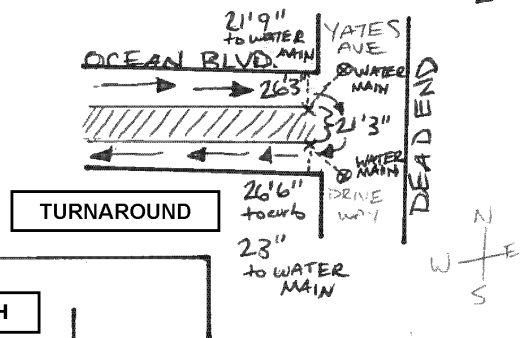 21'9"
to WATER
MAIN
YATES
AVE
OCEAN BLVD.
WATER
MAIN
26'3"
21'3"
DEAD END
WATER
MAIN
26'6"
to curb
DRIVE
WAY
TURNAROUND
23"
to WATER
MAIN
N
W E
S
H